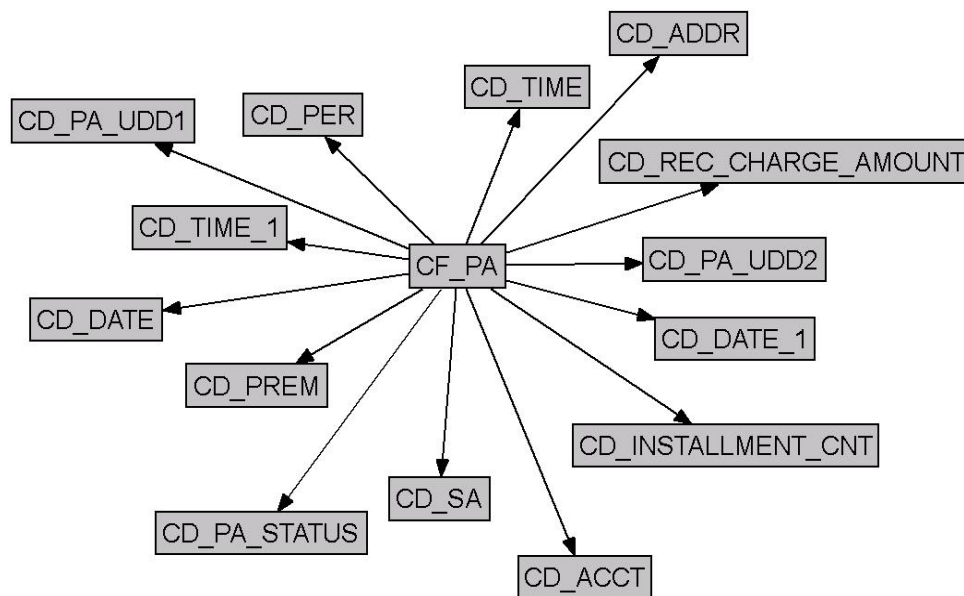 CD_ADDR
CD_TIME
CD_PER
CD_PA_UDD1
CD_REC_CHARGE_AMOUNT
CD_TIME_1
CF_PA
CD_PA_UDD2
CD_DATE
CD_DATE_1
CD_PREM
CD_INSTALLMENT_CNT
CD_SA
CD_PA_STATUS
CD_ACCT